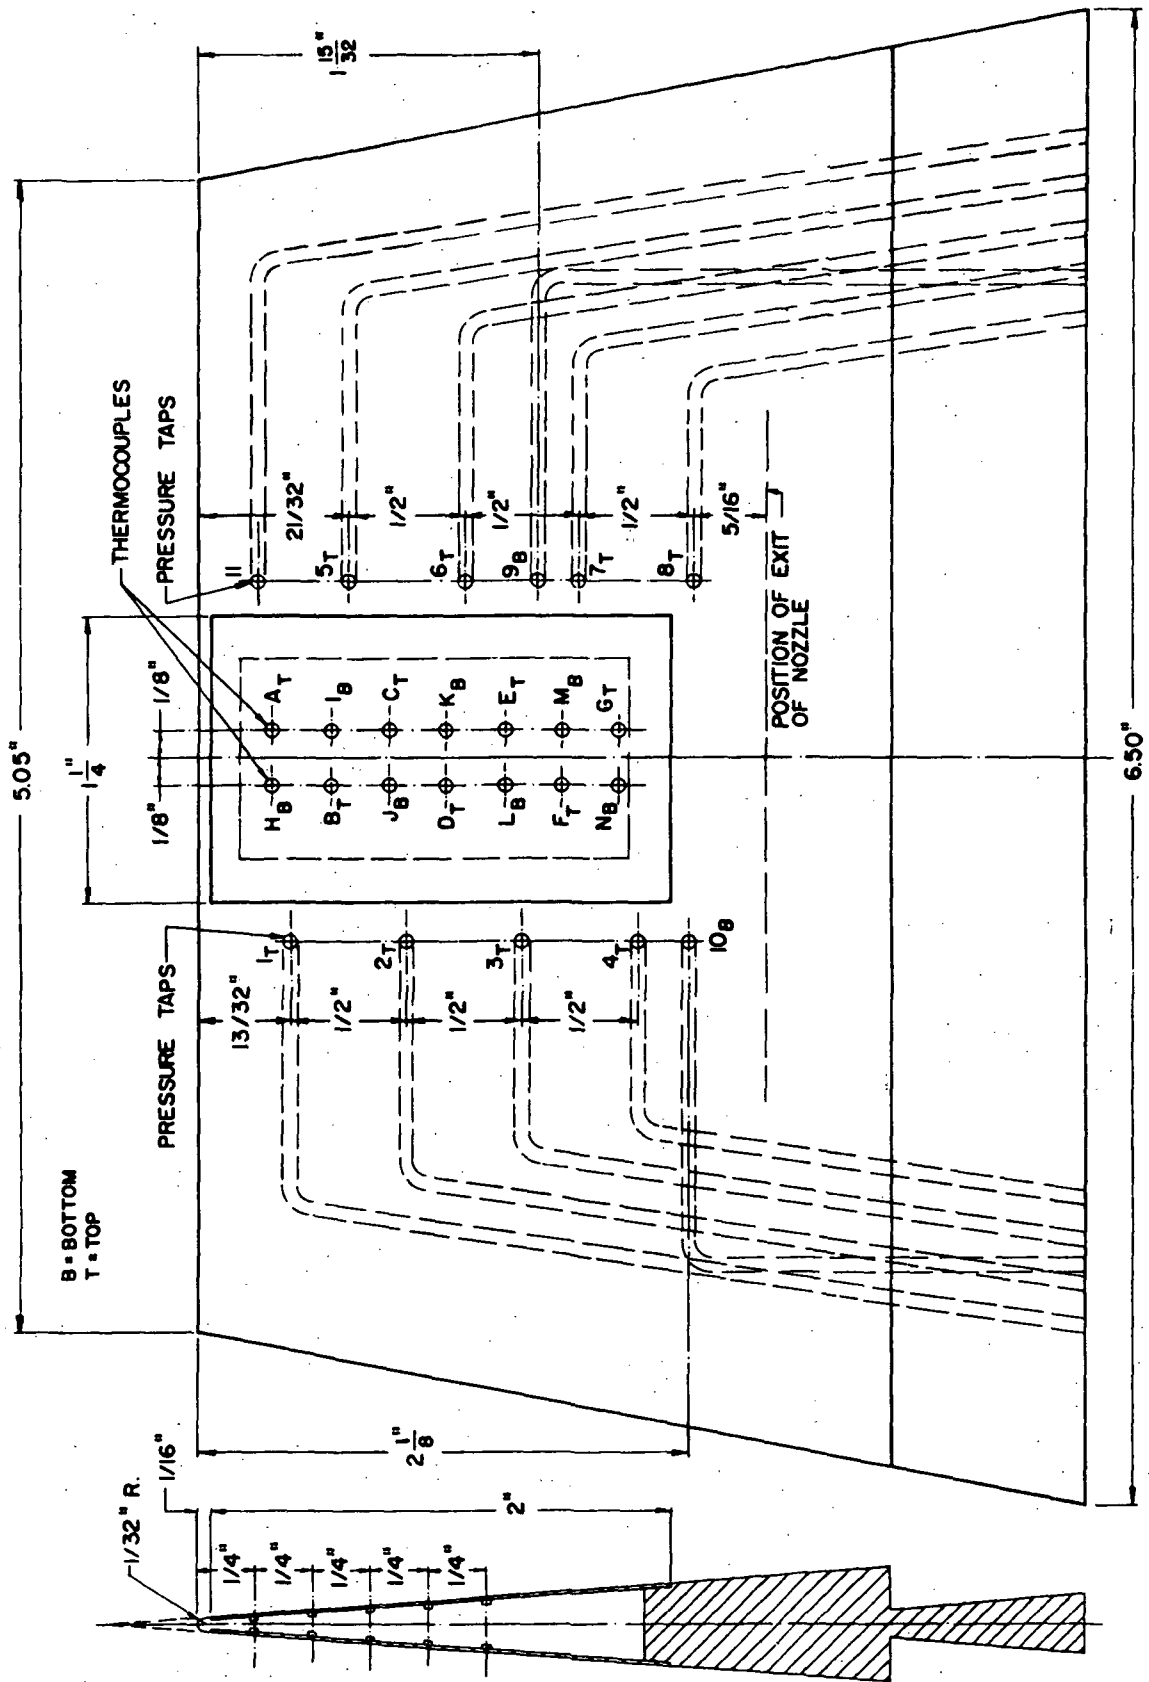 5.05"
1 1/4"
1/8"
1/8"
THERMOCOUPLES
PRESSURE TAPS
PRESSURE TAPS
B = BOTTOM
T = TOP
1 15"/32
11
5T
6T
9B
7T
8T
21/32"
1/2"
1/2"
1/2"
5/16"
POSITION OF EXIT
OF NOZZLE
HB
AT
BT
IB
JB
CT
DT
KB
LB
ET
FT
MB
NB
GT
1T
2T
3T
4T
10B
13/32"
1/2"
1/2"
1/2"
2 1"/8
6.50"
1/32" R.
1/16"
2"
1/4"
1/4"
1/4"
1/4"
1/4"